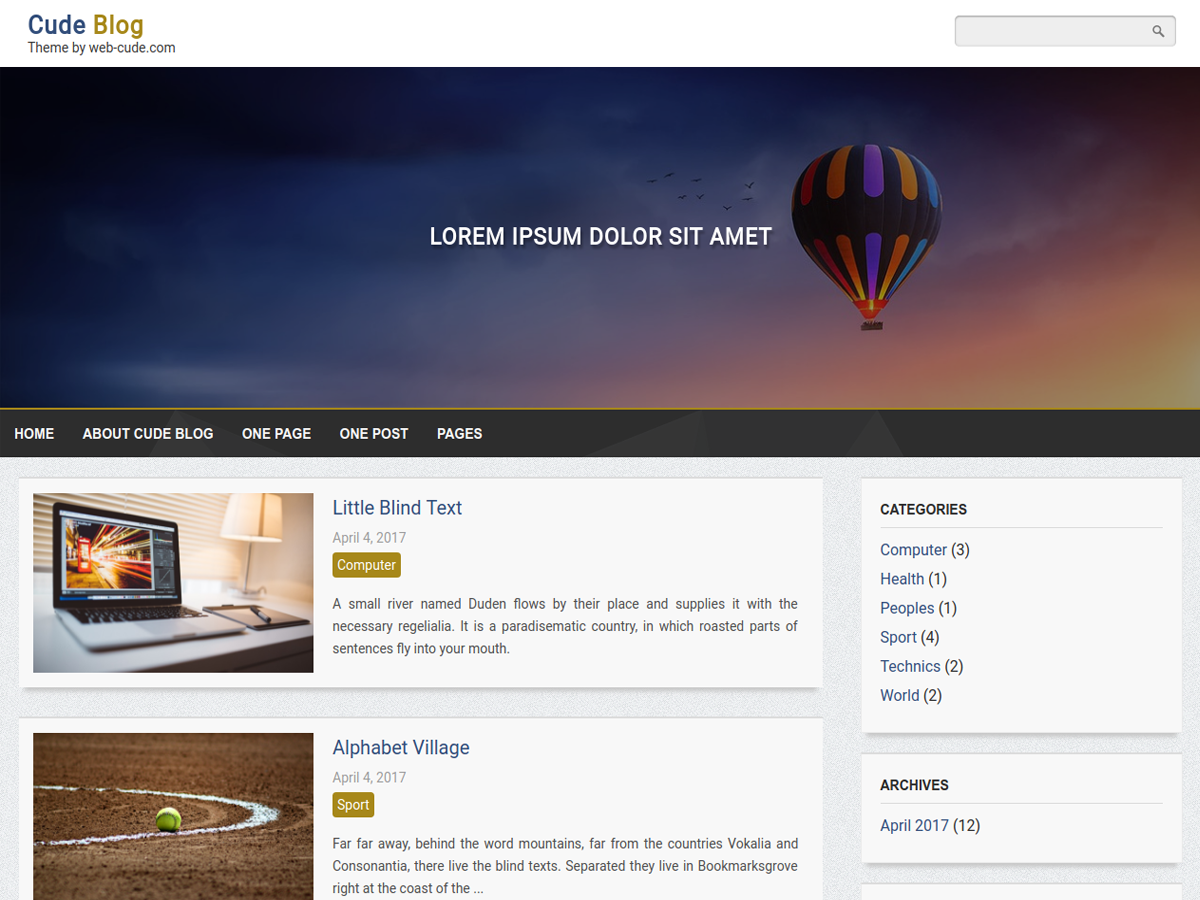 Cude Blog
Theme by web-cude.com
LOREM IPSUM DOLOR SIT AMET
HOME ABOUT CUDE BLOG ONE PAGE ONE POST PAGES
Little Blind Text
April 4, 2017
Computer
A small river named Duden flows by their place and supplies it with the
necessary regelialia. It is a paradisematic country, in which roasted parts of
sentences fly into your mouth.
Alphabet Village
April 4, 2017
Sport
Far far away, behind the word mountains, far from the countries Vokalia and
Consonantia, there live the blind texts. Separated they live in Bookmarksgrove
right at the coast of the ...
CATEGORIES
Computer (3)
Health (1)
Peoples (1)
Sport (4)
Technics (2)
World (2)
ARCHIVES
April 2017 (12)